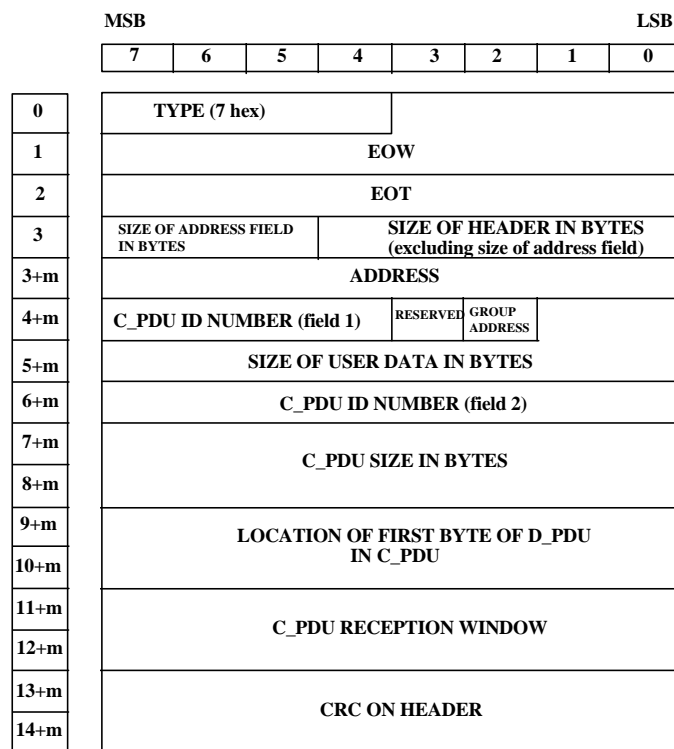 MSB LSB
7 6 5 4 3 2 1 0
0 TYPE (7 hex)
1 EOW
2 EOT
3 SIZE OF ADDRESS FIELD IN BYTES SIZE OF HEADER IN BYTES (excluding size of address field)
3+m ADDRESS
4+m C_PDU ID NUMBER (field 1) RESERVED GROUP ADDRESS
5+m SIZE OF USER DATA IN BYTES
6+m C_PDU ID NUMBER (field 2)
7+m
C_PDU SIZE IN BYTES
8+m
9+m
LOCATION OF FIRST BYTE OF D_PDU
IN C_PDU
10+m
11+m
C_PDU RECEPTION WINDOW
12+m
13+m
CRC ON HEADER
14+m